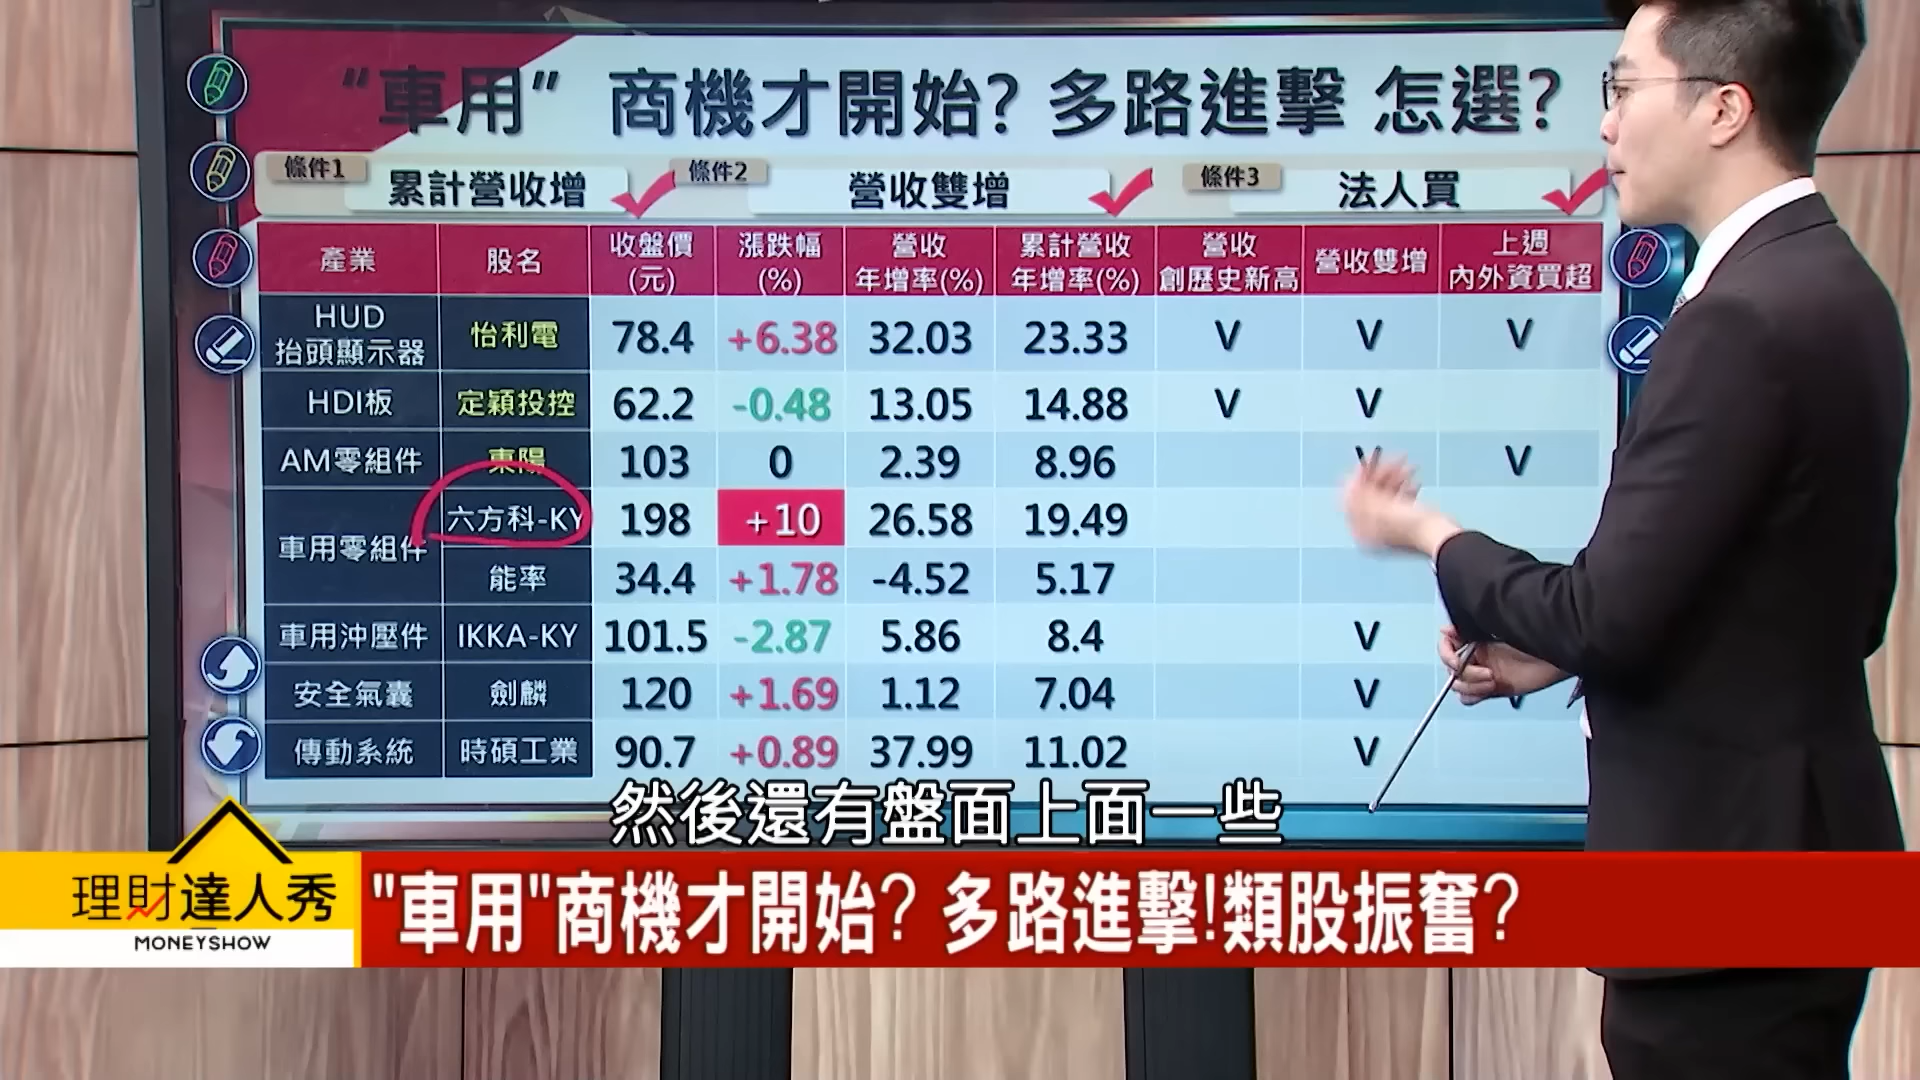 “車用” 商機才開始? 多路進擊 怎選?
條件1 累計營收增 條件2 營收雙增 條件3 法人買
產業 股名 收盤價(元) 漲跌幅(%) 營收年增率(%) 累計營收年增率(%) 營收創歷史新高 營收雙增 上週內外資買超
HUD抬頭顯示器 怡利電 78.4 +6.38 32.03 23.33 V V V
HDI板 定穎投控 62.2 -0.48 13.05 14.88 V V
AM零組件 東陽 103 0 2.39 8.96 V V
車用零組件 六方科-KY 198 +10 26.58 19.49
能率 34.4 +1.78 -4.52 5.17
車用沖壓件 IKKA-KY 101.5 -2.87 5.86 8.4 V
安全氣囊 劍麟 120 +1.69 1.12 7.04 V V
傳動系統 時碩工業 90.7 +0.89 37.99 11.02 V
然後還有盤面上面一些
理財達人秀
MONEYSHOW
"車用"商機才開始? 多路進擊!類股振奮?